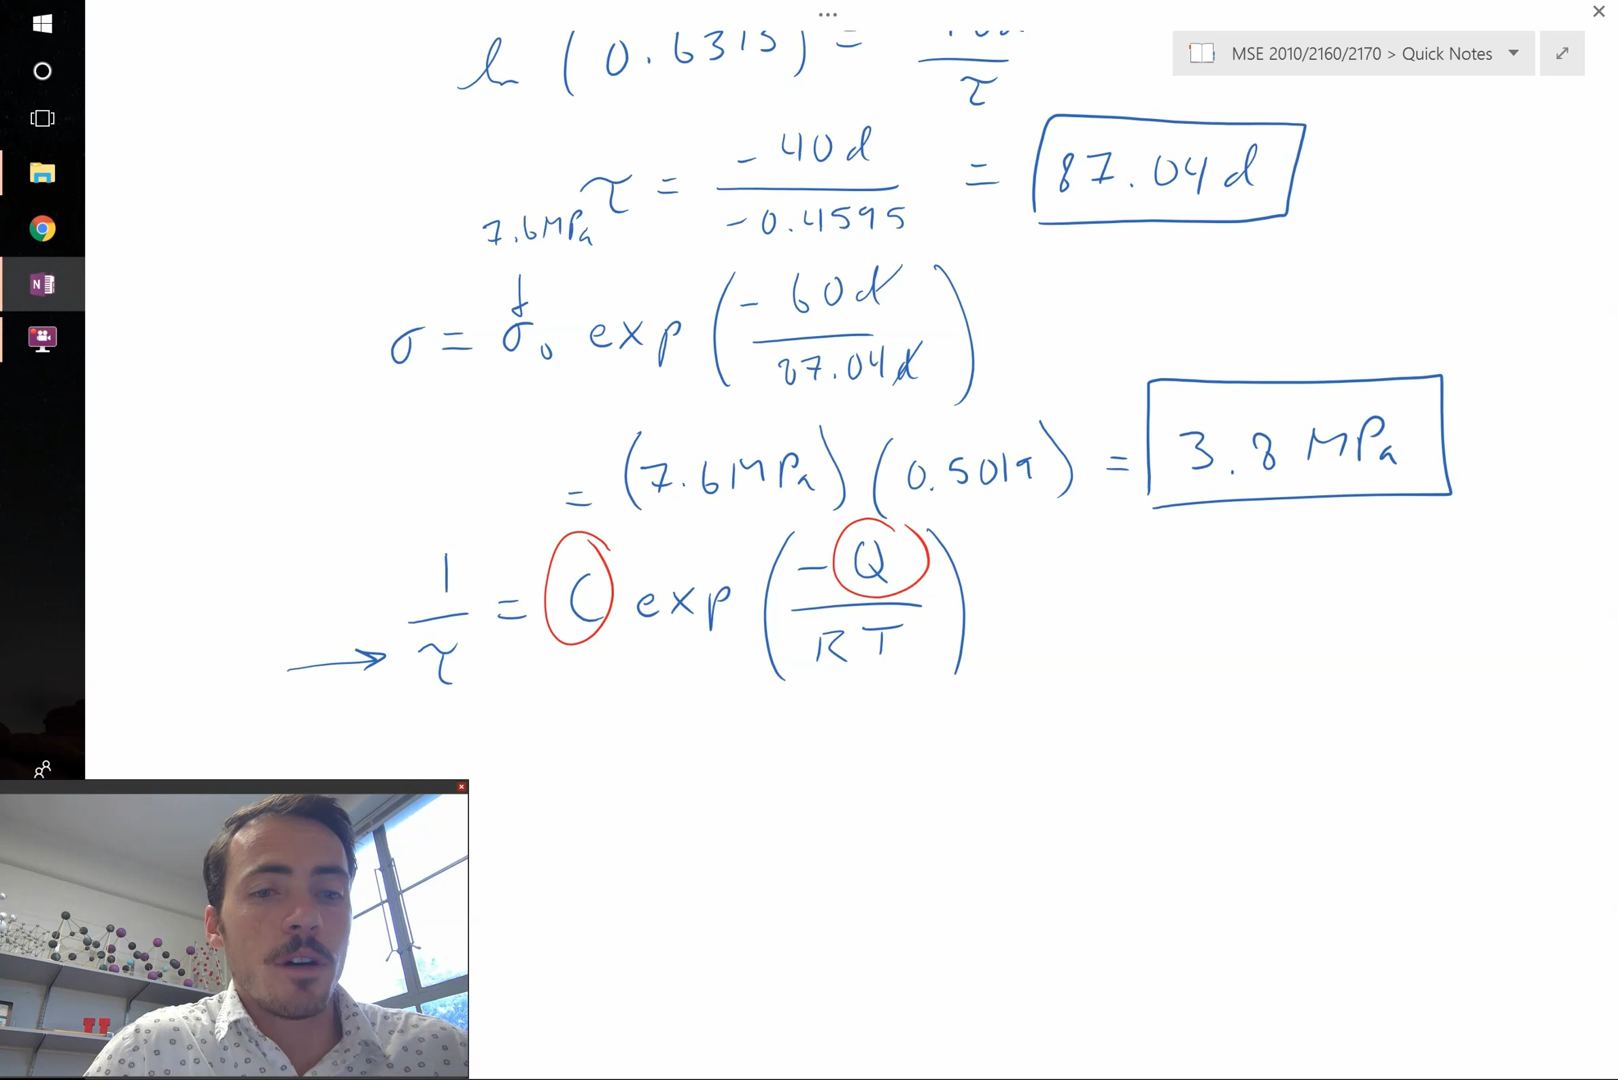 MSE 2010/2160/2170 > Quick Notes
ln (0.6315) =
τ
τ = -40d / -0.4595 = 87.04d
7.6MPa
σ = σ₀ exp (-60d / 87.04d)
= (7.6MPa) (0.5019) = 3.8 MPa
1/τ = C exp (-Q / RT)